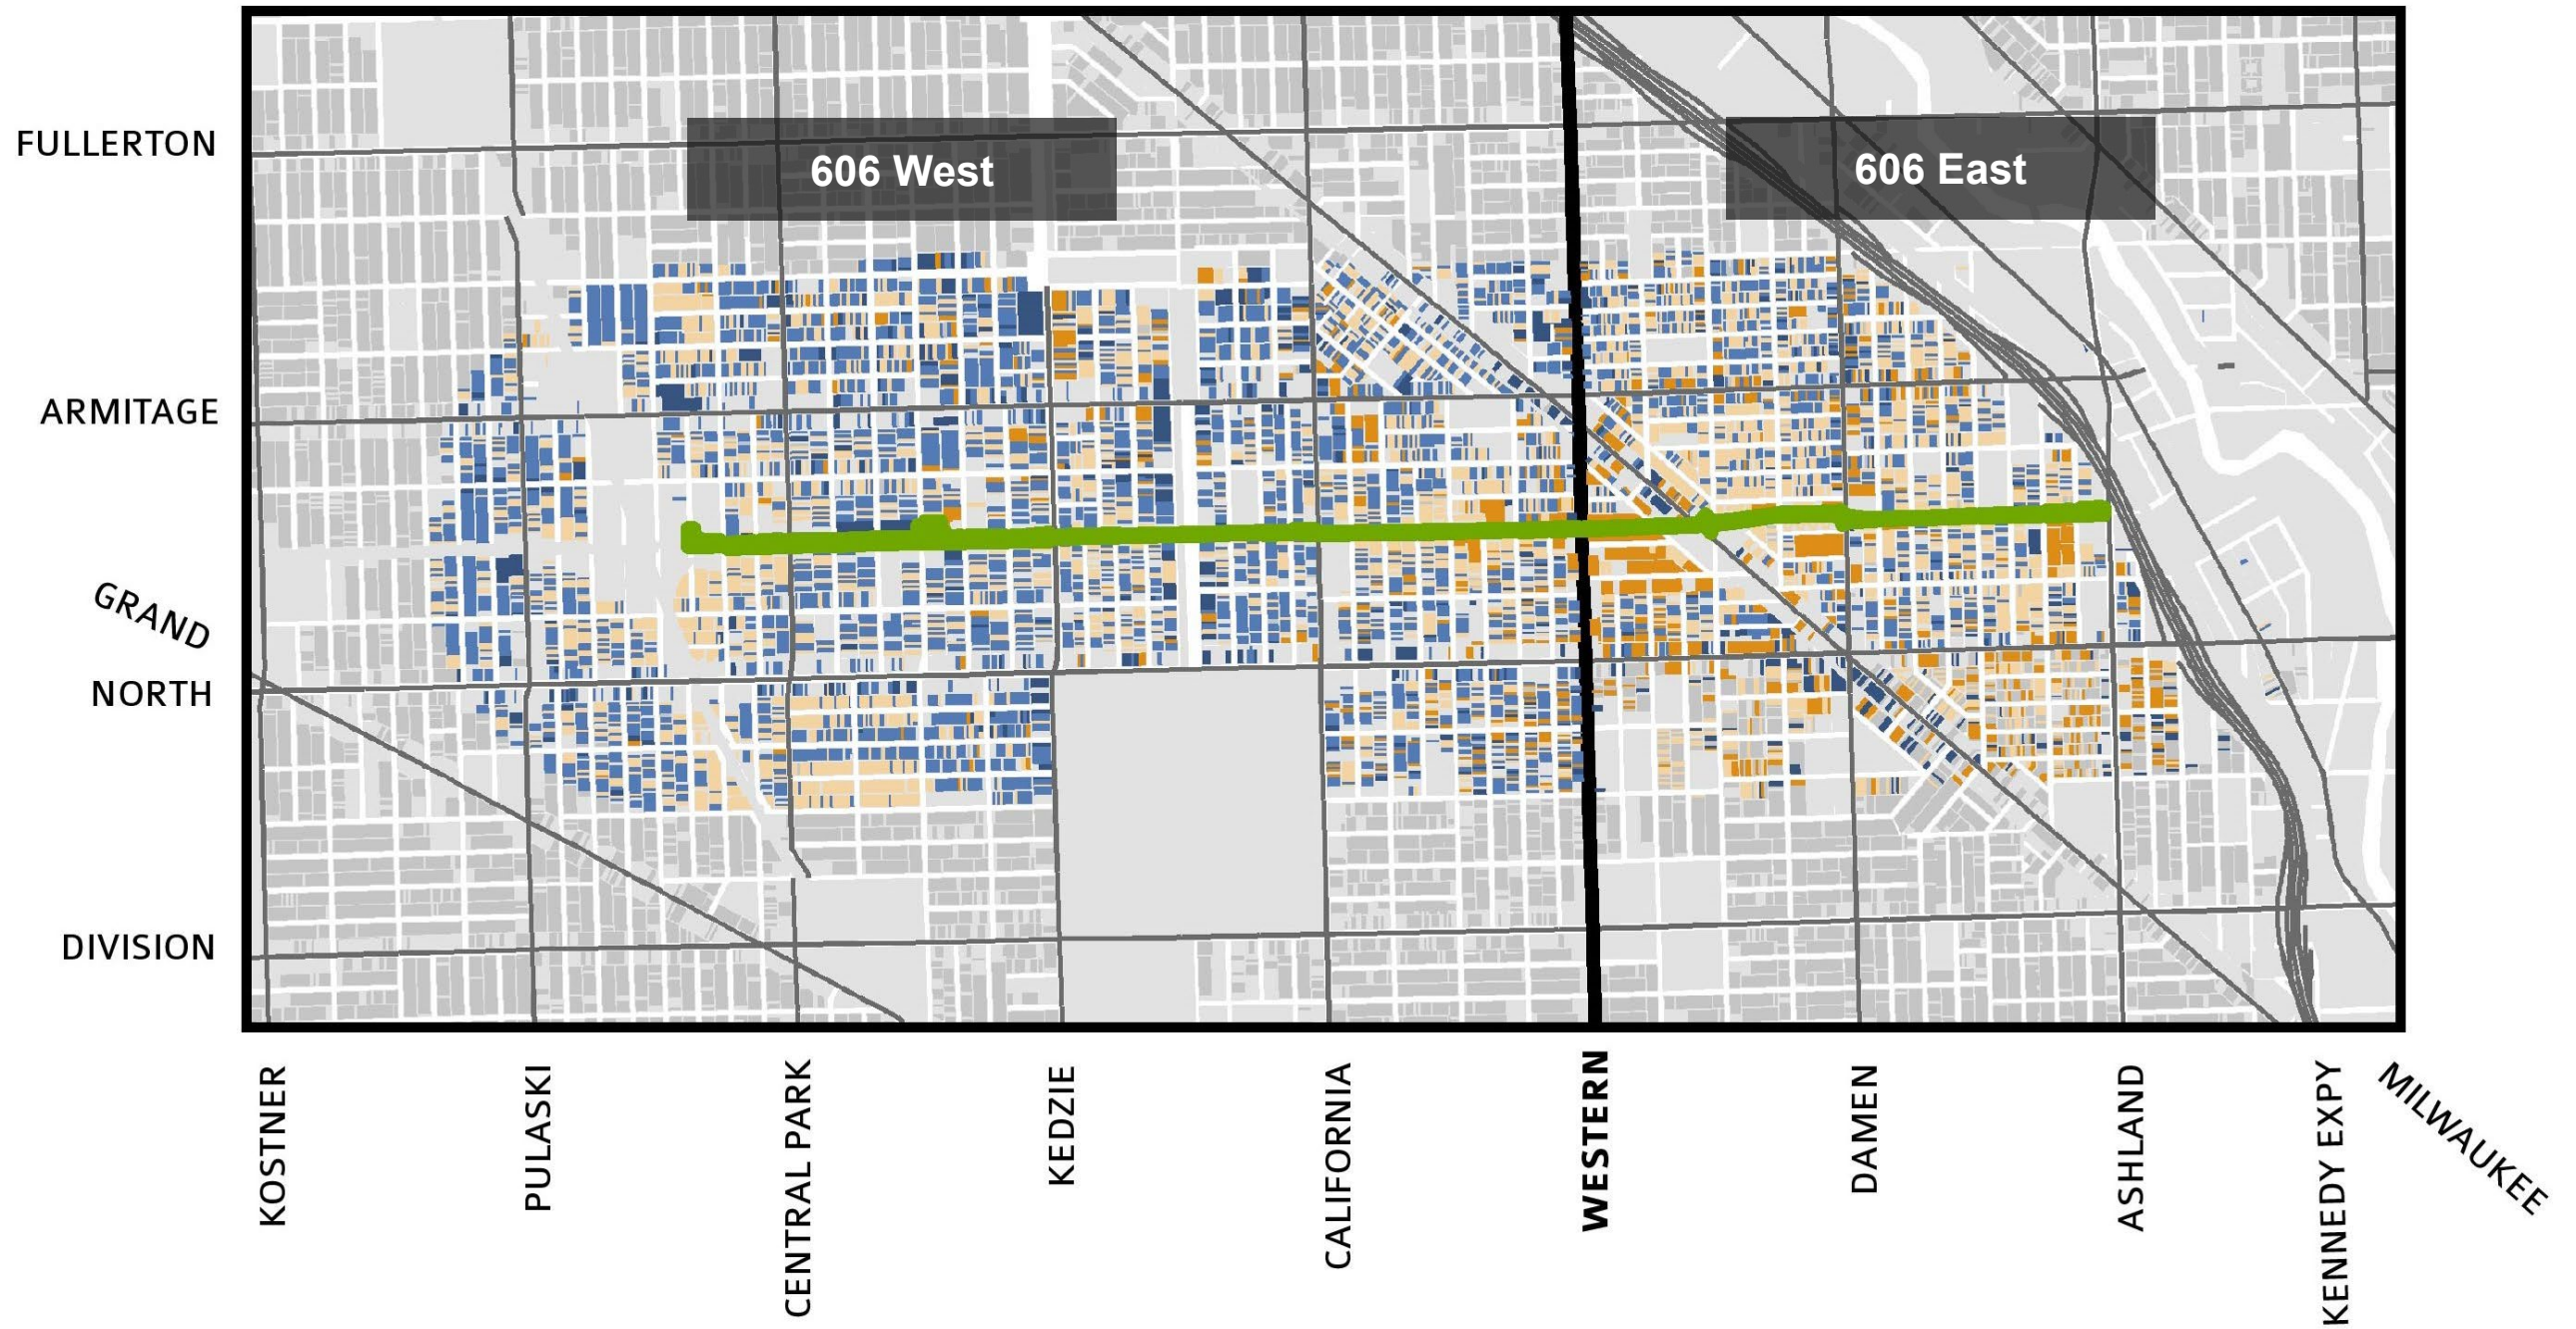 606 West
606 East
FULLERTON
ARMITAGE
GRAND
NORTH
DIVISION
KOSTNER
PULASKI
CENTRAL PARK
KEDZIE
CALIFORNIA
WESTERN
DAMEN
ASHLAND
KENNEDY EXPY
MILWAUKEE